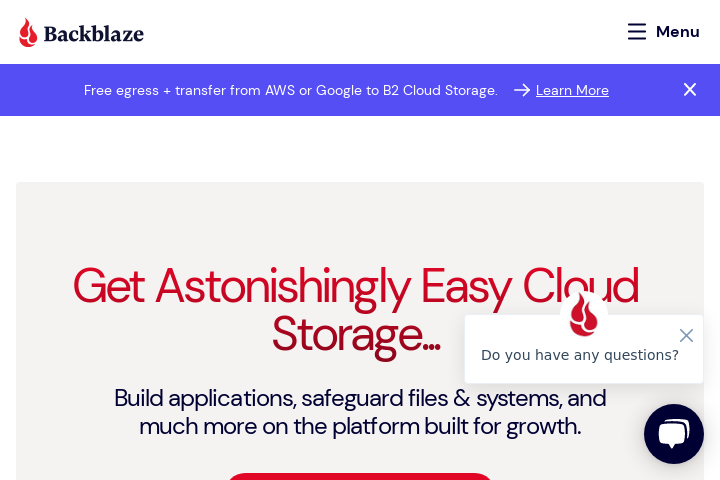 Backblaze
Menu
Free egress + transfer from AWS or Google to B2 Cloud Storage.
Learn More
Get Astonishingly Easy Cloud
Storage...
Do you have any questions?
Build applications, safeguard files & systems, and
much more on the platform built for growth.